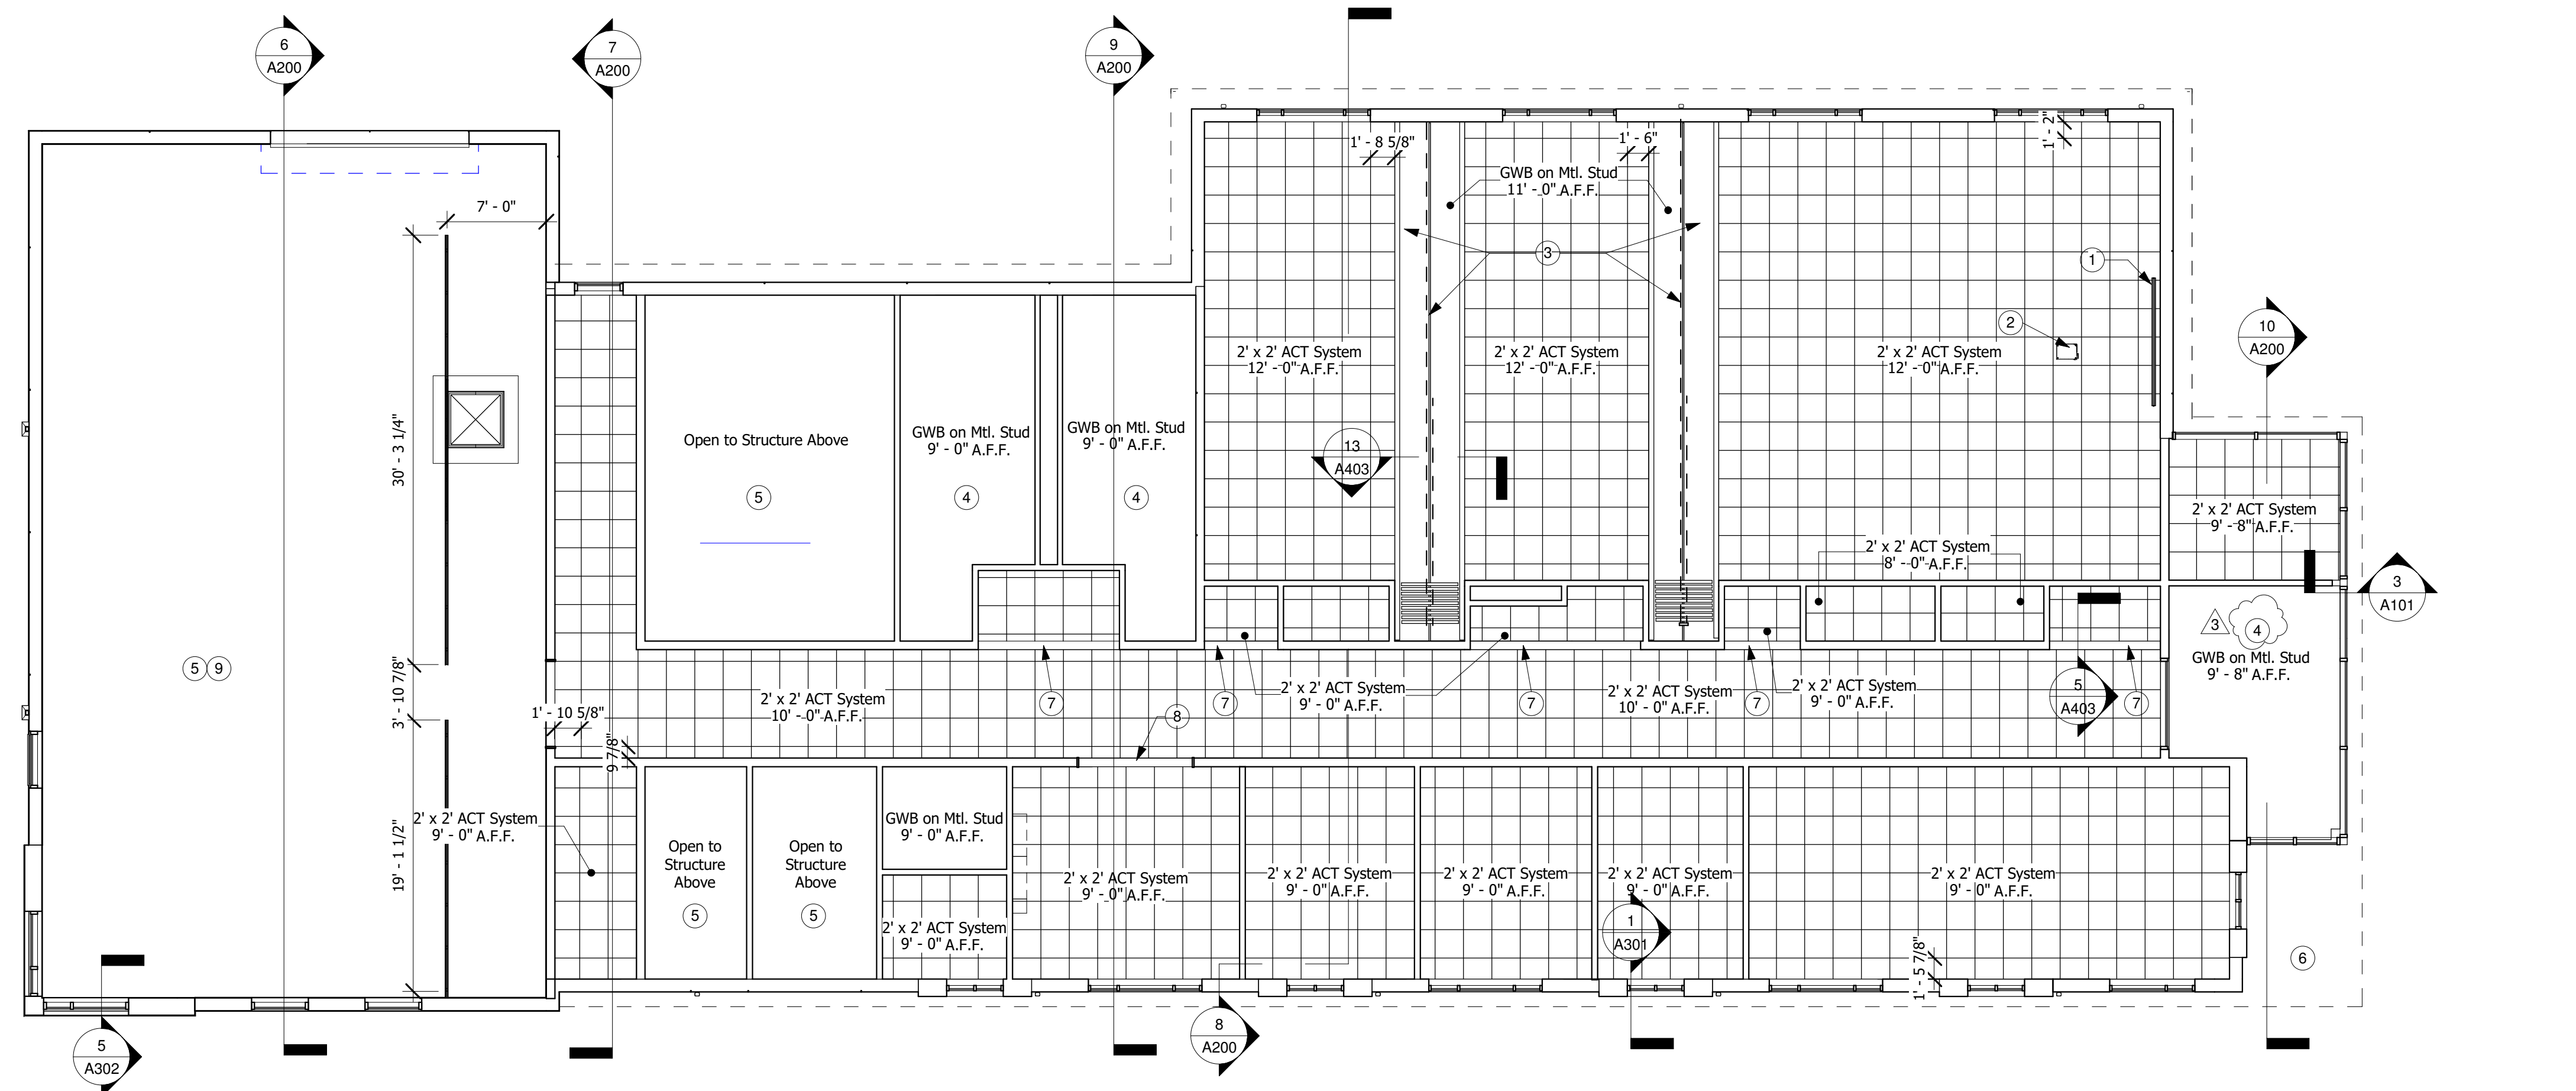 6
A200
7
A200
9
A200
7' - 0"
1' - 8 5/8"
1' - 6"
1' - 2"
GWB on Mtl. Stud
11' - 0" A.F.F.
3
1
2
10
A200
2' x 2' ACT System
12' - 0" A.F.F.
2' x 2' ACT System
12' - 0" A.F.F.
2' x 2' ACT System
12' - 0" A.F.F.
30' - 3 1/4"
Open to Structure Above
5
GWB on Mtl. Stud
9' - 0" A.F.F.
4
GWB on Mtl. Stud
9' - 0" A.F.F.
4
13
A403
2' x 2' ACT System
9' - 8" A.F.F.
2' x 2' ACT System
8' - 0" A.F.F.
3
A101
3
4
GWB on Mtl. Stud
9' - 8" A.F.F.
5
9
3' - 10 7/8"
1' - 10 5/8"
9 7/8"
2' x 2' ACT System
10' - 0" A.F.F.
7
8
7
2' x 2' ACT System
9' - 0" A.F.F.
7
2' x 2' ACT System
10' - 0" A.F.F.
7
2' x 2' ACT System
9' - 0" A.F.F.
5
A403
7
19' - 1 1/2"
2' x 2' ACT System
9' - 0" A.F.F.
Open to
Structure
Above
5
Open to
Structure
Above
5
GWB on Mtl. Stud
9' - 0" A.F.F.
2' x 2' ACT System
9' - 0" A.F.F.
2' x 2' ACT System
9' - 0" A.F.F.
2' x 2' ACT System
9' - 0" A.F.F.
2' x 2' ACT System
9' - 0" A.F.F.
2' x 2' ACT System
9' - 0" A.F.F.
1
A301
2' x 2' ACT System
9' - 0" A.F.F.
1' - 5 7/8"
6
5
A302
8
A200